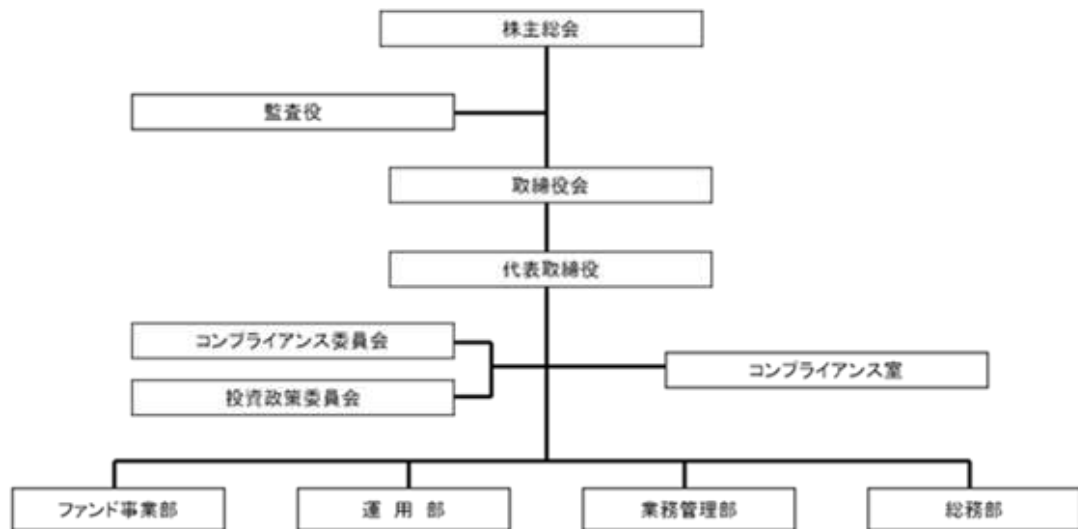 株主総会
監査役
取締役会
代表取締役
コンプライアンス委員会
コンプライアンス室
投資政策委員会
ファンド事業部
運 用 部
業務管理部
総務部